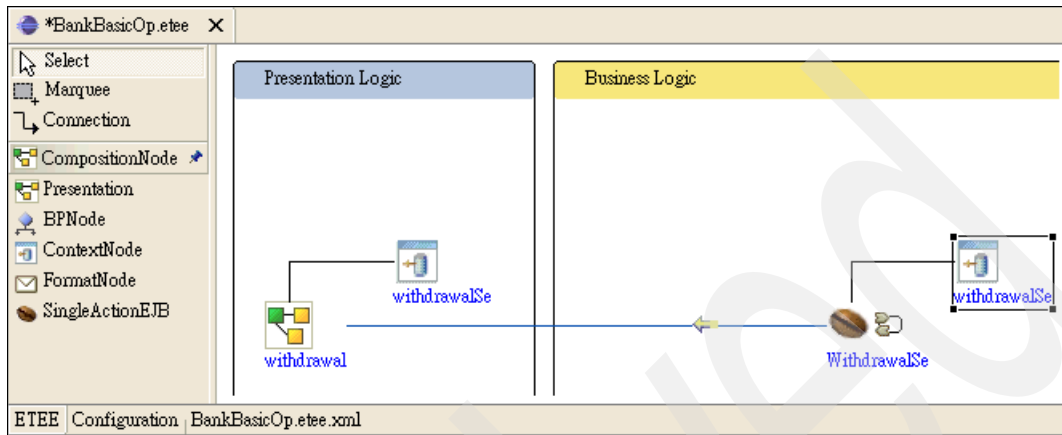 *BankBasicOp.etee
Select
Marquee
Connection
CompositionNode
Presentation
BPNode
ContextNode
FormatNode
SingleActionEJB
Presentation Logic
Business Logic
withdrawalSe
withdrawal
withdrawalSe
WithdrawalSe
ETEE Configuration BankBasicOp.etee.xml